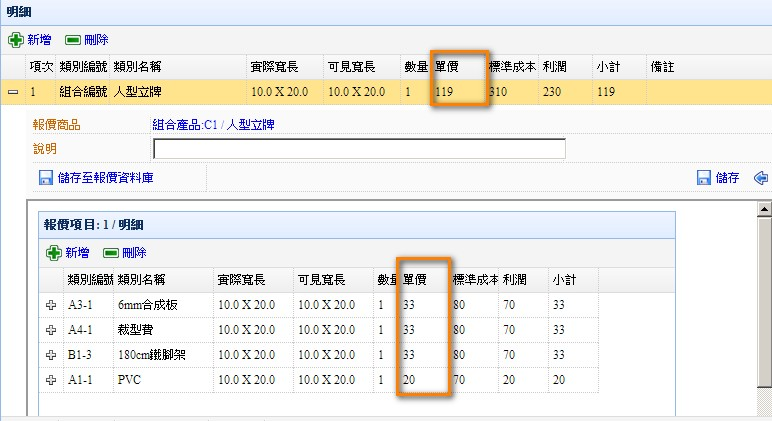 明細
新增 刪除
項次 類別編號 類別名稱 實際寬長 可見寬長 數量 單價 標準成本 利潤 小計 備註
1 組合編號 人型立牌 10.0 X 20.0 10.0 X 20.0 1 119 310 230 119
報價商品 組合產品:C1 / 人型立牌
說明
儲存至報價資料庫 儲存
報價項目: 1 / 明細
新增 刪除
類別編號 類別名稱 實際寬長 可見寬長 數量 單價 標準成本 利潤 小計
A3-1 6mm合成板 10.0 X 20.0 10.0 X 20.0 1 33 80 70 33
A4-1 裁型費 10.0 X 20.0 10.0 X 20.0 1 33 80 70 33
B1-3 180cm鐵腳架 10.0 X 20.0 10.0 X 20.0 1 33 80 70 33
A1-1 PVC 10.0 X 20.0 10.0 X 20.0 1 20 70 20 20